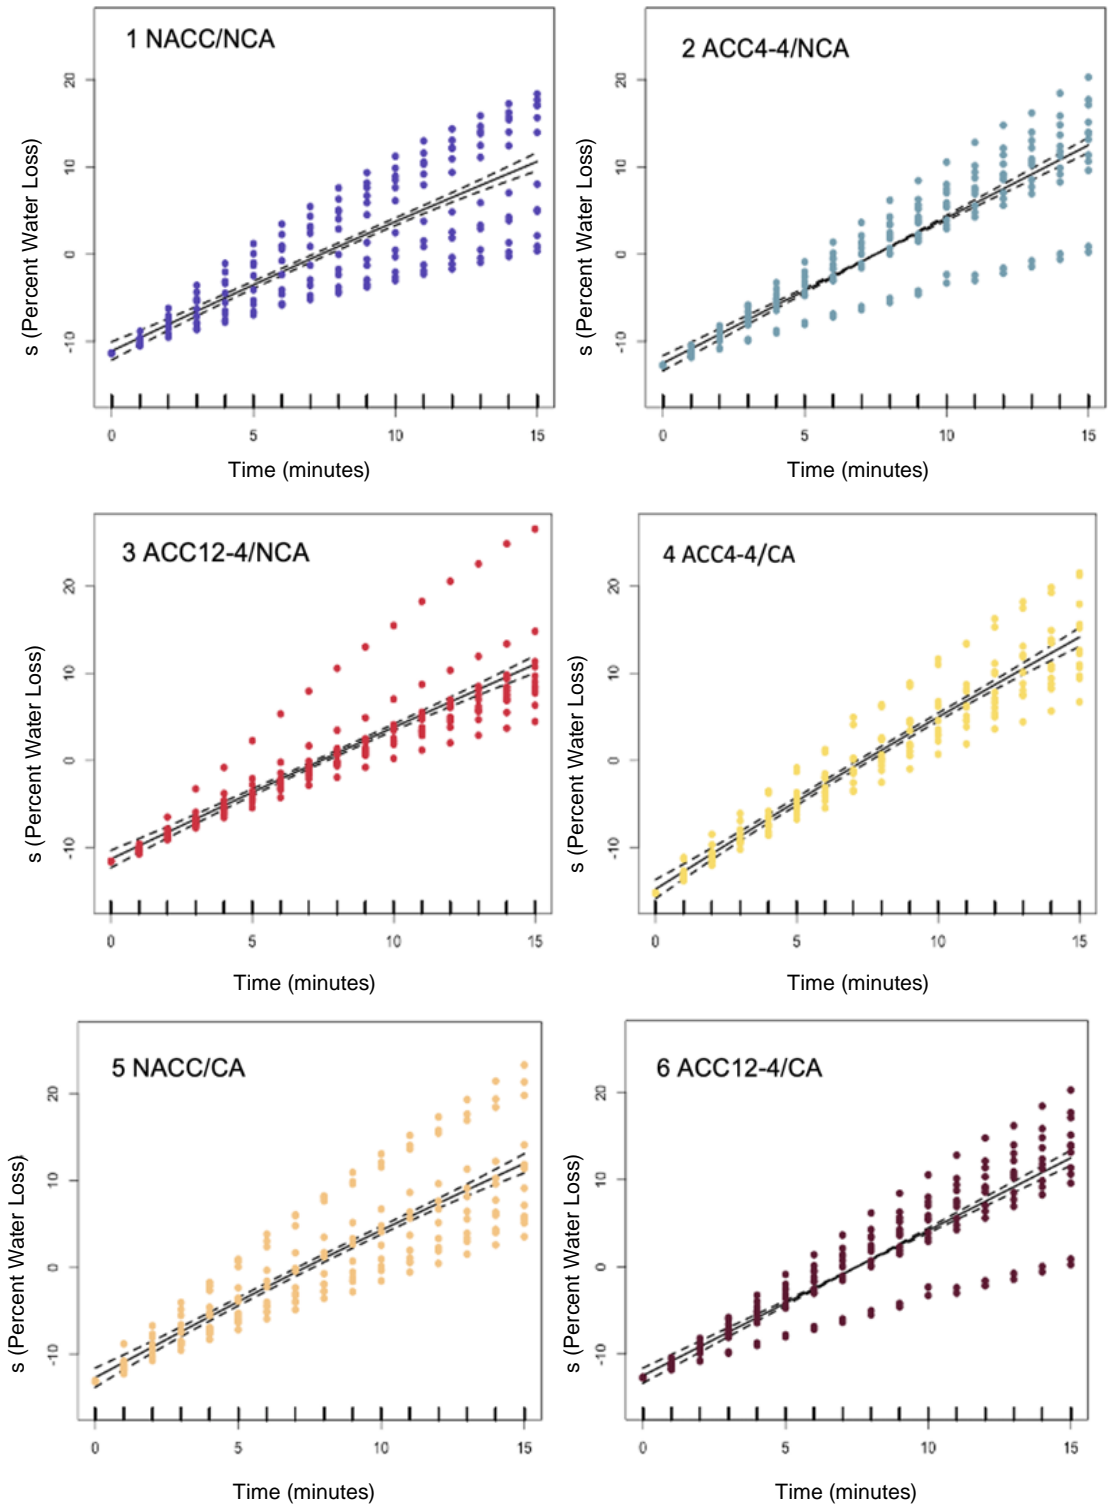 1 NACC/NCA
s (Percent Water Loss)
20
10
0
-10
0 5 10 15
Time (minutes)
2 ACC4-4/NCA
s (Percent Water Loss)
20
10
0
-10
0 5 10 15
Time (minutes)
3 ACC12-4/NCA
s (Percent Water Loss)
20
10
0
-10
0 5 10 15
Time (minutes)
4 ACC4-4/CA
s (Percent Water Loss)
20
10
0
-10
0 5 10 15
Time (minutes)
5 NACC/CA
s (Percent Water Loss)
20
10
0
-10
0 5 10 15
Time (minutes)
6 ACC12-4/CA
s (Percent Water Loss)
20
10
0
-10
0 5 10 15
Time (minutes)